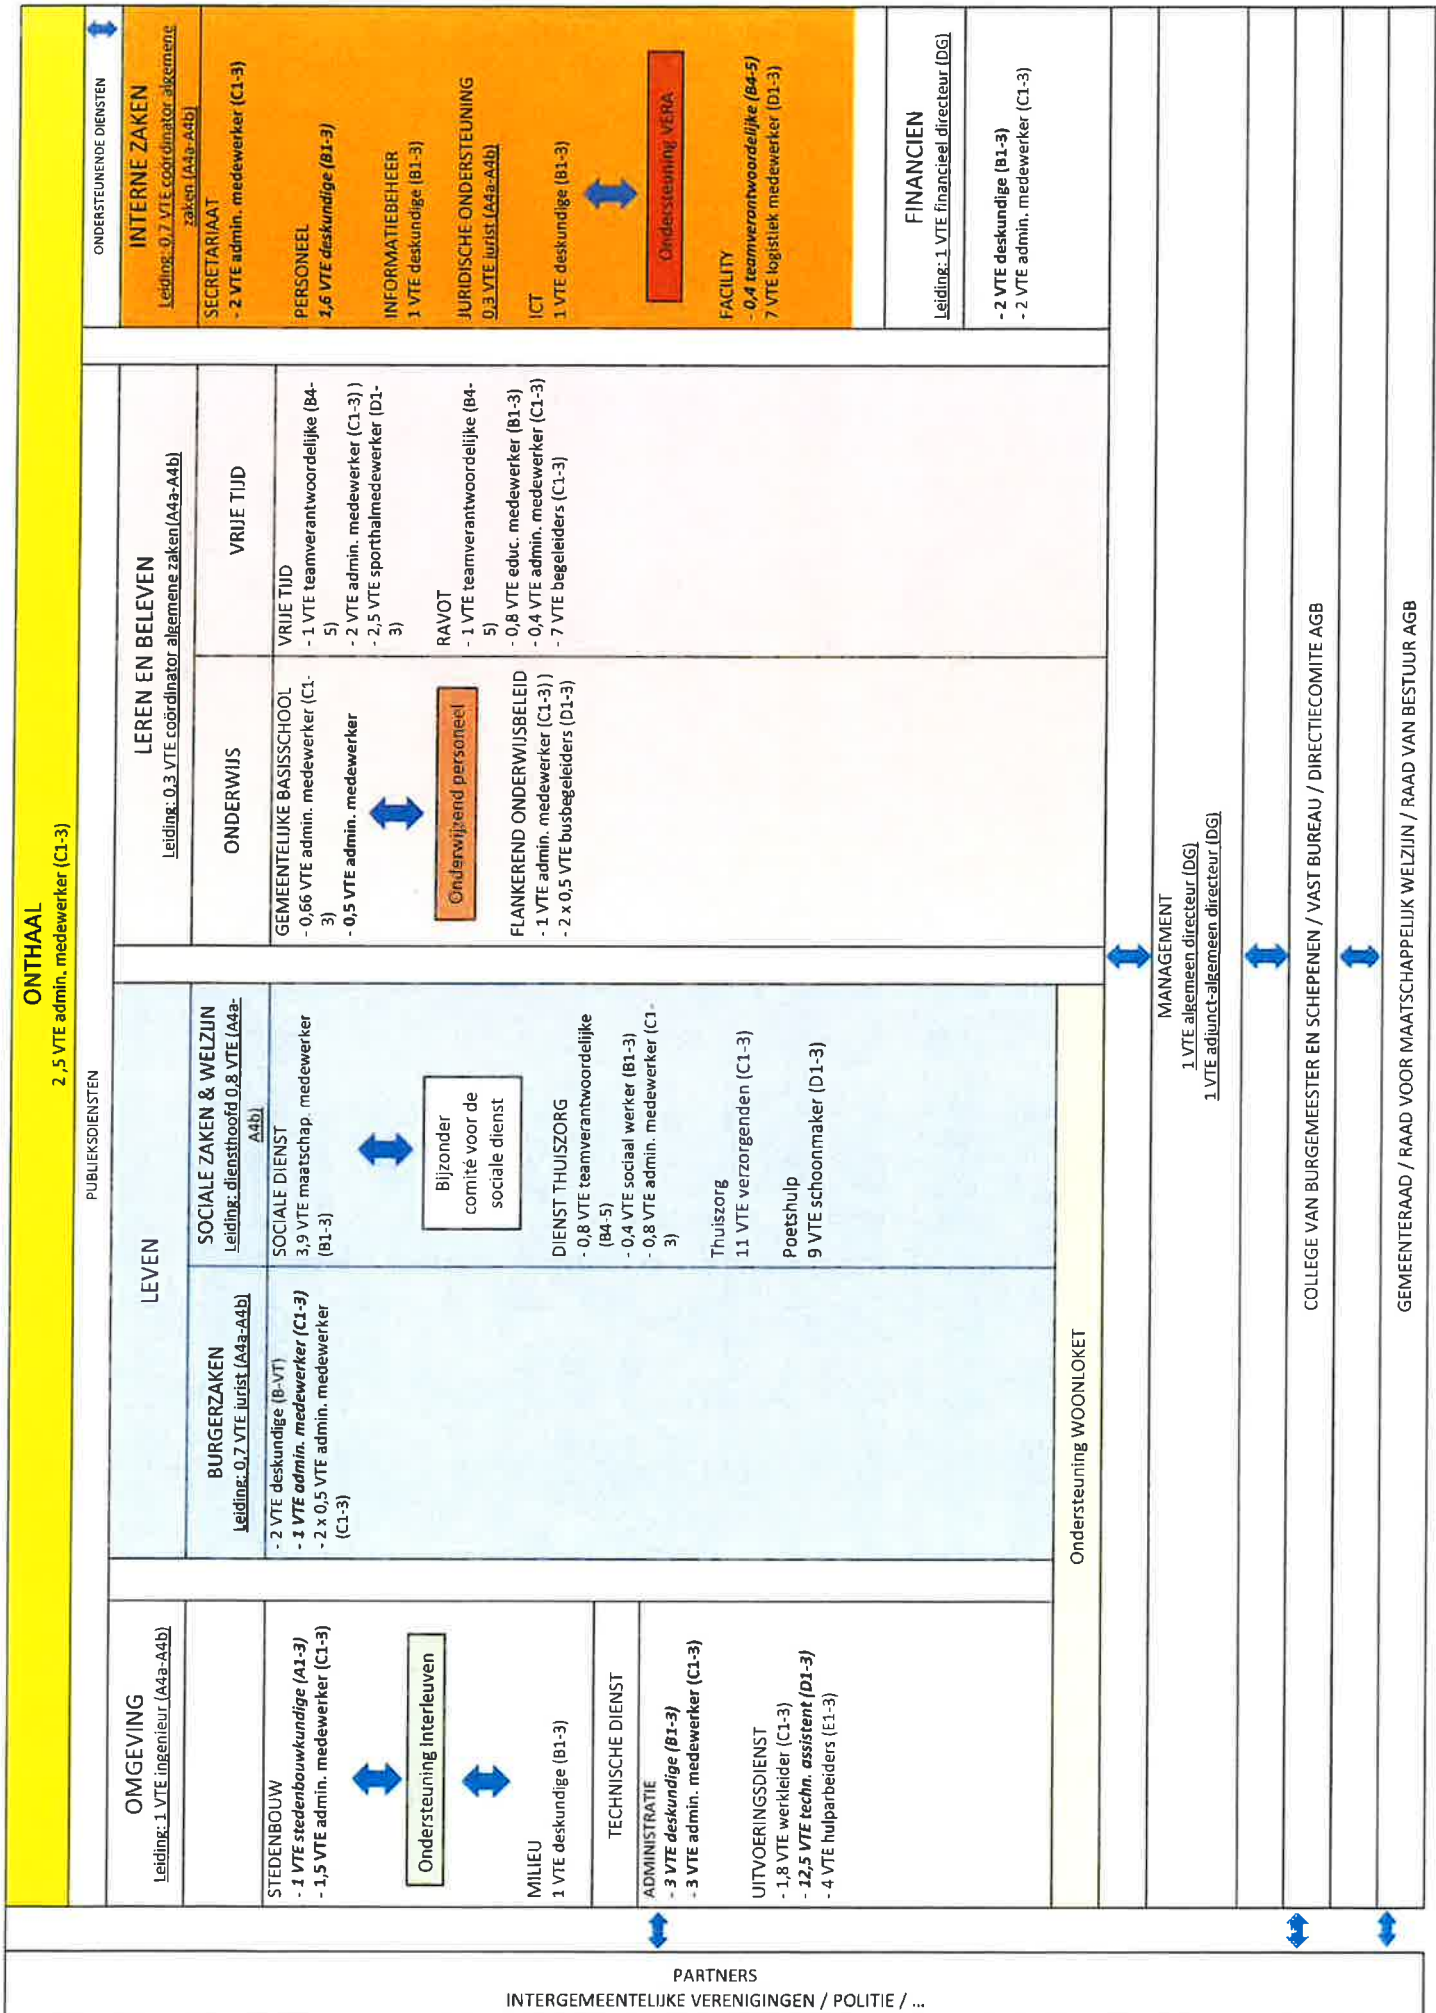 ONTHAAL
2,5 VTE admin. medewerker (C1-3)
PUBLIEKSDIENSTEN
ONDERSTEUNENDE DIENSTEN
OMGEVING
Leiding: 1 VTE ingenieur (A4a-A4b)
STEDENBOUW
- 1 VTE stedenbouwkundige (A1-3)
- 1,5 VTE admin. medewerker (C1-3)
Ondersteuning Interleuven
MILIEU
1 VTE deskundige (B1-3)
TECHNISCHE DIENST
ADMINISTRATIE
- 3 VTE deskundige (B1-3)
- 3 VTE admin. medewerker (C1-3)
UITVOERINGSDIENST
- 1,8 VTE werkleider (C1-3)
- 12,5 VTE techn. assistent (D1-3)
- 4 VTE hulparbeiders (E1-3)
LEVEN
BURGERZAKEN
Leiding: 0,7 VTE jurist (A4a-A4b)
- 2 VTE deskundige (B-VT)
- 1 VTE admin. medewerker (C1-3)
- 2 x 0,5 VTE admin. medewerker
(C1-3)
SOCIALE ZAKEN & WELZIJN
Leiding: diensthoofd 0,8 VTE (A4a-
A4b)
SOCIALE DIENST
3,9 VTE maatschap. medewerker
(B1-3)
Bijzonder
comité voor de
sociale dienst
DIENST THUISZORG
- 0,8 VTE teamverantwoordelijke
(B4-5)
- 0,4 VTE sociaal werker (B1-3)
- 0,8 VTE admin. medewerker (C1-
3)
Thuiszorg
11 VTE verzorgenden (C1-3)
Poetshulp
9 VTE schoonmaker (D1-3)
Ondersteuning WOONLOKET
LEREN EN BELEVEN
Leiding: 0,3 VTE coördinator algemene zaken(A4a-A4b)
ONDERWIJS
GEMEENTELIJKE BASISSCHOOL
- 0,66 VTE admin. medewerker (C1-
3)
- 0,5 VTE admin. medewerker
Onderwijzend personeel
FLANKEREND ONDERWIJSBELEID
- 1 VTE admin. medewerker (C1-3) )
- 2 x 0,5 VTE busbegeleiders (D1-3)
VRIJE TIJD
VRIJE TIJD
- 1 VTE teamverantwoordelijke (B4-
5)
- 2 VTE admin. medewerker (C1-3) )
- 2,5 VTE sporthalmedewerker (D1-
3)
RAVOT
- 1 VTE teamverantwoordelijke (B4-
5)
- 0,8 VTE educ. medewerker (B1-3)
- 0,4 VTE admin. medewerker (C1-3)
- 7 VTE begeleiders (C1-3)
INTERNE ZAKEN
Leiding: 0,7 VTE coördinator algemene
zaken (A4a-A4b)
SECRETARIAAT
- 2 VTE admin. medewerker (C1-3)
PERSONEEL
1,6 VTE deskundige (B1-3)
INFORMATIEBEHEER
1 VTE deskundige (B1-3)
JURIDISCHE ONDERSTEUNING
0,3 VTE jurist (A4a-A4b)
ICT
1 VTE deskundige (B1-3)
Ondersteuning VERA
FACILITY
- 0,4 teamverantwoordelijke (B4-5)
7 VTE logistiek medewerker (D1-3)
FINANCIEN
Leiding: 1 VTE financieel directeur (DG)
- 2 VTE deskundige (B1-3)
- 2 VTE admin. medewerker (C1-3)
MANAGEMENT
1 VTE algemeen directeur (DG)
1 VTE adjunct-algemeen directeur (DG)
COLLEGE VAN BURGEMEESTER EN SCHEPENEN / VAST BUREAU / DIRECTIECOMITE AGB
GEMEENTERAAD / RAAD VOOR MAATSCHAPPELIJK WELZIJN / RAAD VAN BESTUUR AGB
PARTNERS
INTERGEMEENTELIJKE VERENIGINGEN / POLITIE / ...